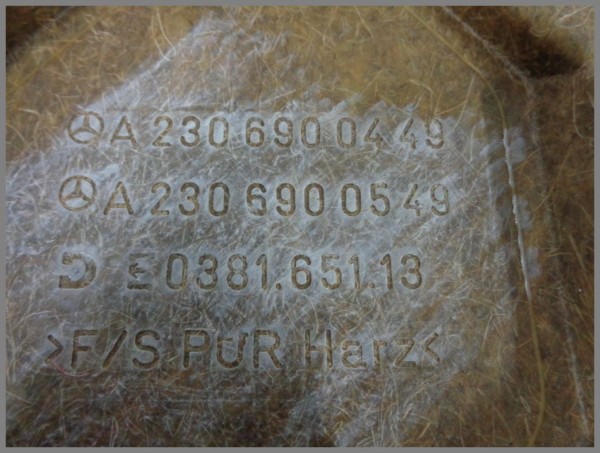 A 230 690 04 49
A 230 690 05 49
E 0381.651.13
>F/S PUR Harz<